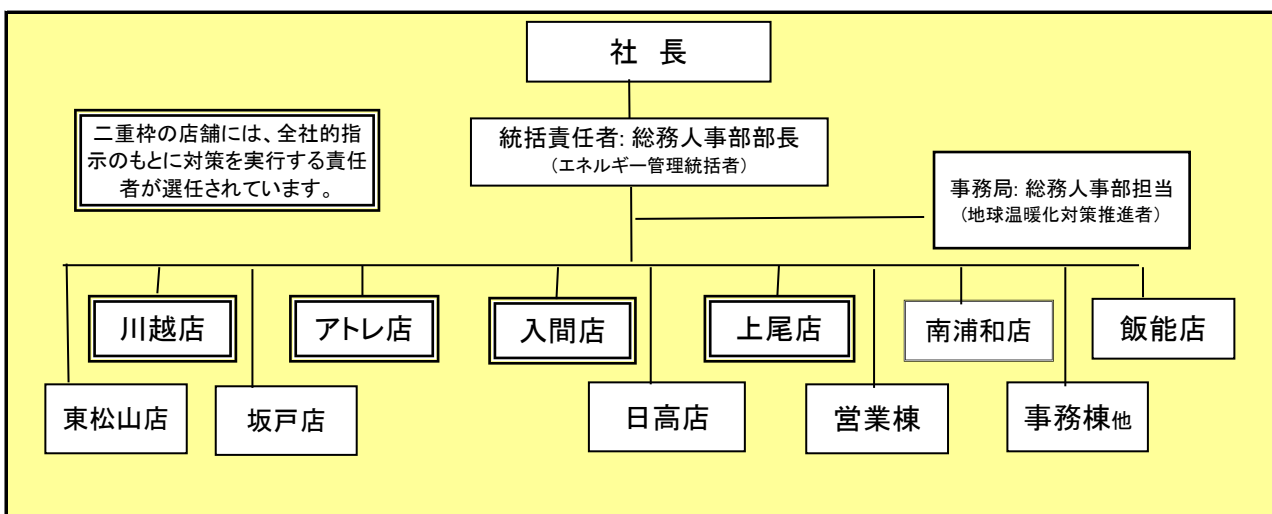 社 長
二重枠の店舗には、全社的指
示のもとに対策を実行する責任
者が選任されています。
統括責任者: 総務人事部部長
（エネルギー管理統括者）
事務局: 総務人事部担当
（地球温暖化対策推進者）
川越店
アトレ店
入間店
上尾店
南浦和店
飯能店
東松山店
坂戸店
日高店
営業棟
事務棟他